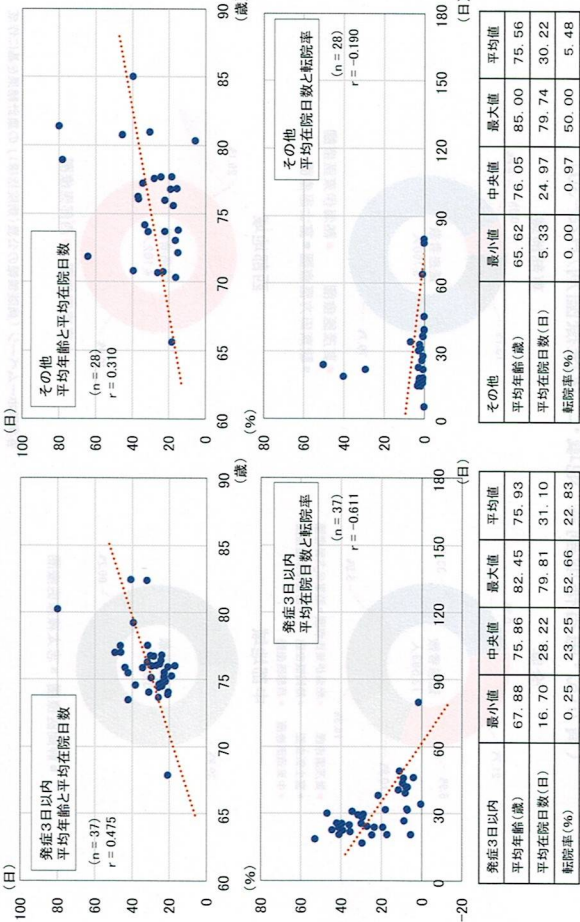 発症3日以内
平均年齢と平均在院日数
(n = 37)
r = 0.475
(日)
100
80
60
40
20
0
60
65
70
75
80
85
90
(歳)
その他
平均年齢と平均在院日数
(n = 28)
r = 0.310
(日)
100
80
60
40
20
0
60
65
70
75
80
85
90
(歳)
発症3日以内
平均在院日数と転院率
(n = 37)
r = −0.611
(%)
80
60
40
20
0
0
30
60
90
120
150
180
(日)
その他
平均在院日数と転院率
(n = 28)
r = −0.190
(%)
80
60
40
20
0
0
30
60
90
120
150
180
(日)
発症3日以内 最小値 中央値 最大値 平均値
平均年齢(歳) 67.88 75.86 82.45 75.93
平均在院日数(日) 16.70 28.22 79.81 31.10
転院率(%) 0.25 23.25 52.66 22.83
その他 最小値 中央値 最大値 平均値
平均年齢(歳) 65.62 76.05 85.00 75.56
平均在院日数(日) 5.33 24.97 79.74 30.22
転院率(%) 0.00 0.97 50.00 5.48